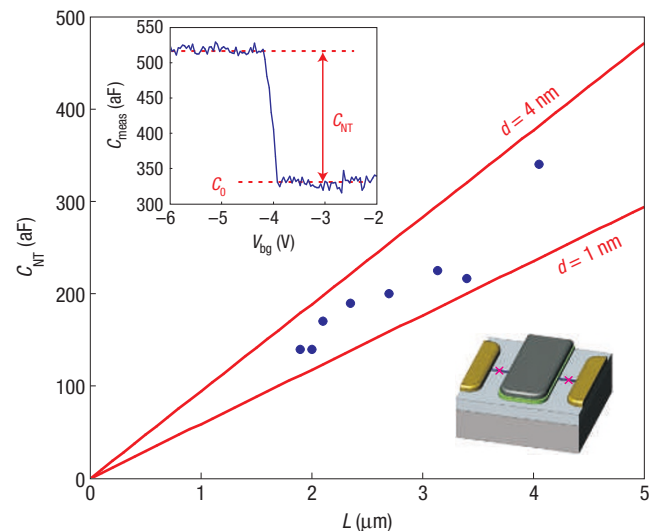 500
400
300
200
100
0
C_NT (aF)
0
1
2
3
4
5
L (μm)
d = 4 nm
d = 1 nm
550
500
450
400
350
300
C_meas (aF)
−6
−5
−4
−3
−2
V_bg (V)
C_NT
C_0